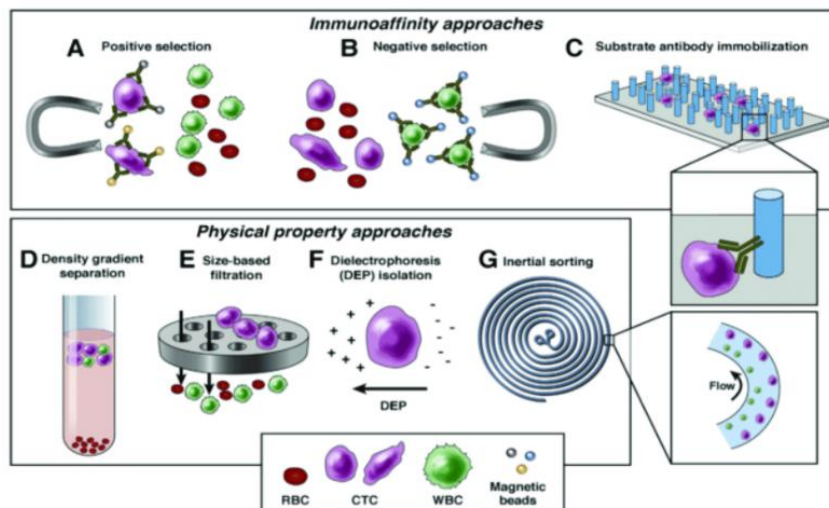 Immunoaffinity approaches
A Positive selection
B Negative selection
C Substrate antibody immobilization
Physical property approaches
D Density gradient
separation
E Size-based
filtration
F Dielectrophoresis
(DEP) isolation
G Inertial sorting
+ + + + + + + + +
- - - - - - - - -
DEP
Flow
RBC
CTC
WBC
Magnetic
beads